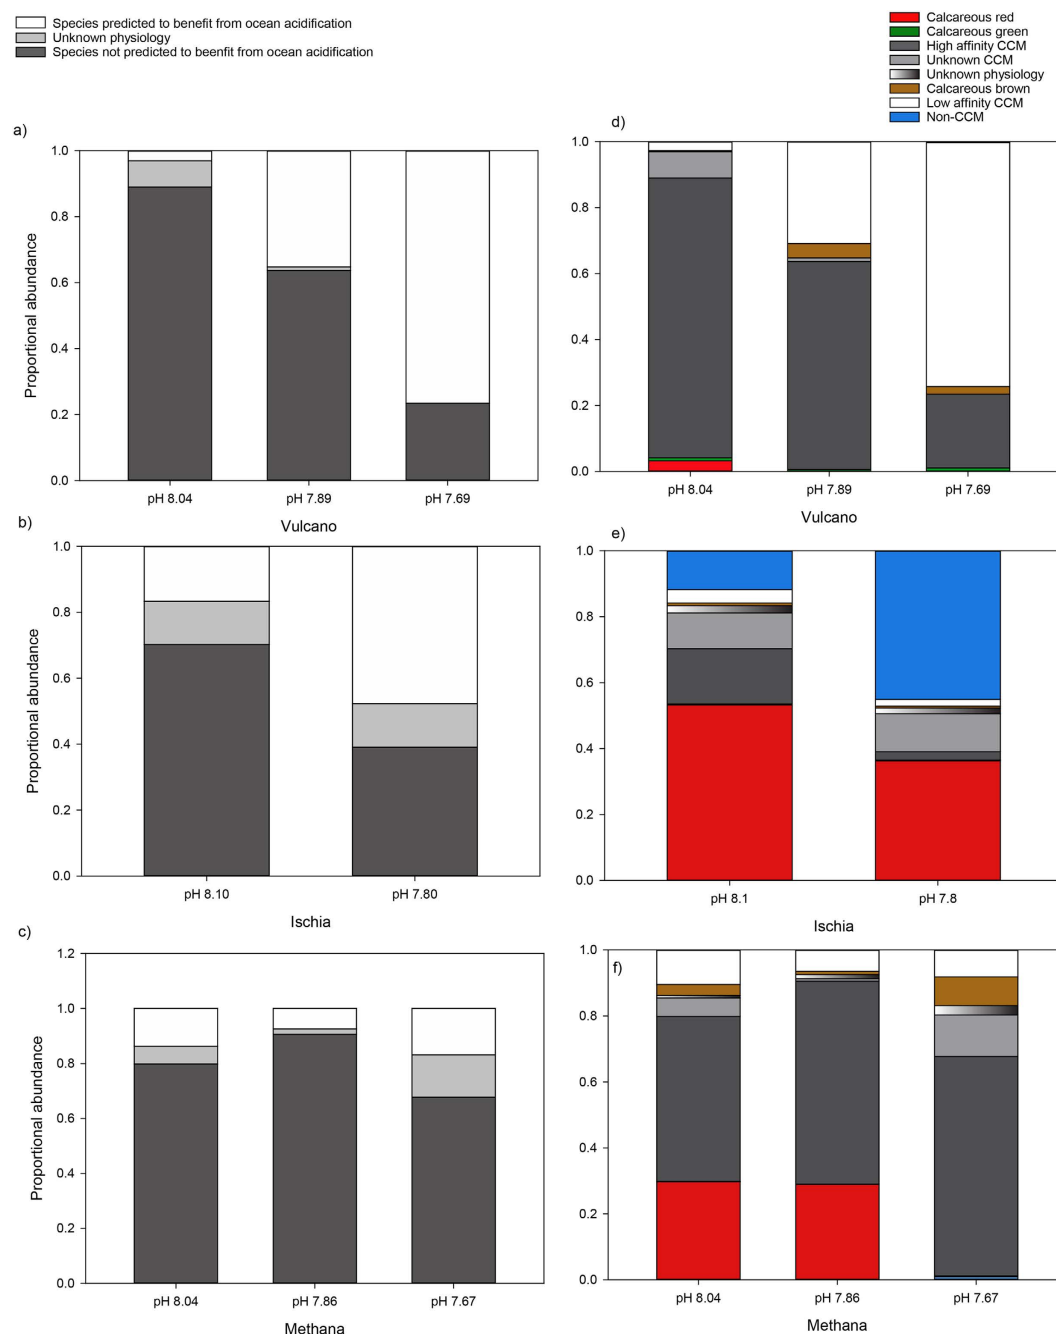 Species predicted to benefit from ocean acidification
Unknown physiology
Species not predicted to beenfit from ocean acidification
Calcareous red
Calcareous green
High affinity CCM
Unknown CCM
Unknown physiology
Calcareous brown
Low affinity CCM
Non-CCM
a)
1.0
0.8
0.6
0.4
0.2
0.0
Proportional abundance
pH 8.04 pH 7.89 pH 7.69
Vulcano
d)
1.0
0.8
0.6
0.4
0.2
0.0
pH 8.04 pH 7.89 pH 7.69
Vulcano
b)
1.0
0.8
0.6
0.4
0.2
0.0
Proportional abundance
pH 8.10 pH 7.80
Ischia
e)
1.0
0.8
0.6
0.4
0.2
0.0
pH 8.1 pH 7.8
Ischia
c)
1.2
1.0
0.8
0.6
0.4
0.2
0.0
Proportional abundance
pH 8.04 pH 7.86 pH 7.67
Methana
f)
1.0
0.8
0.6
0.4
0.2
0.0
pH 8.04 pH 7.86 pH 7.67
Methana